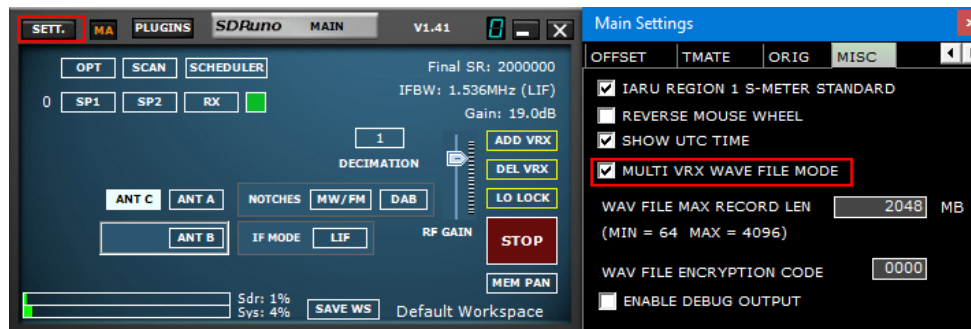 SETT. MA PLUGINS SDRuno MAIN V1.41
OPT SCAN SCHEDULER Final SR: 2000000
IFBW: 1.536MHz (LIF)
0 SP1 SP2 RX
Gain: 19.0dB
1 ADD VRX
DECIMATION DEL VRX
ANT C ANT A NOTCHES MW/FM DAB LO LOCK
ANT B IF MODE LIF RF GAIN STOP
MEM PAN
Sdr: 1%
Sys: 4% SAVE WS Default Workspace
Main Settings
OFFSET TMATE ORIG MISC
IARU REGION 1 S-METER STANDARD
REVERSE MOUSE WHEEL
SHOW UTC TIME
MULTI VRX WAVE FILE MODE
WAV FILE MAX RECORD LEN 2048 MB
(MIN = 64 MAX = 4096)
WAV FILE ENCRYPTION CODE 0000
ENABLE DEBUG OUTPUT